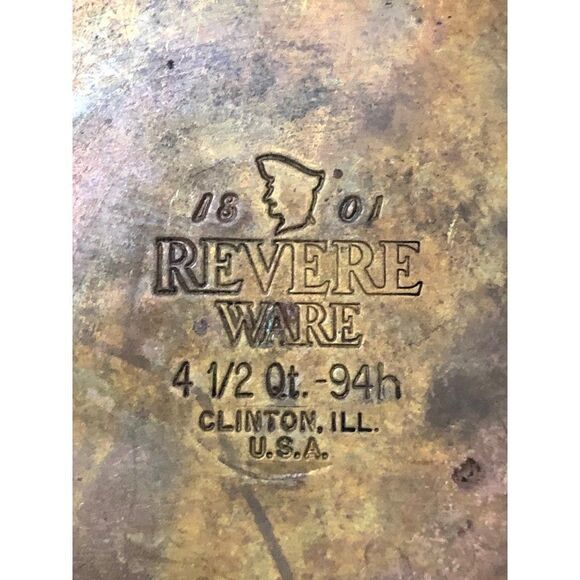 18 01
REVERE
WARE
4 1/2 Qt. -94h
CLINTON, ILL.
U.S.A.